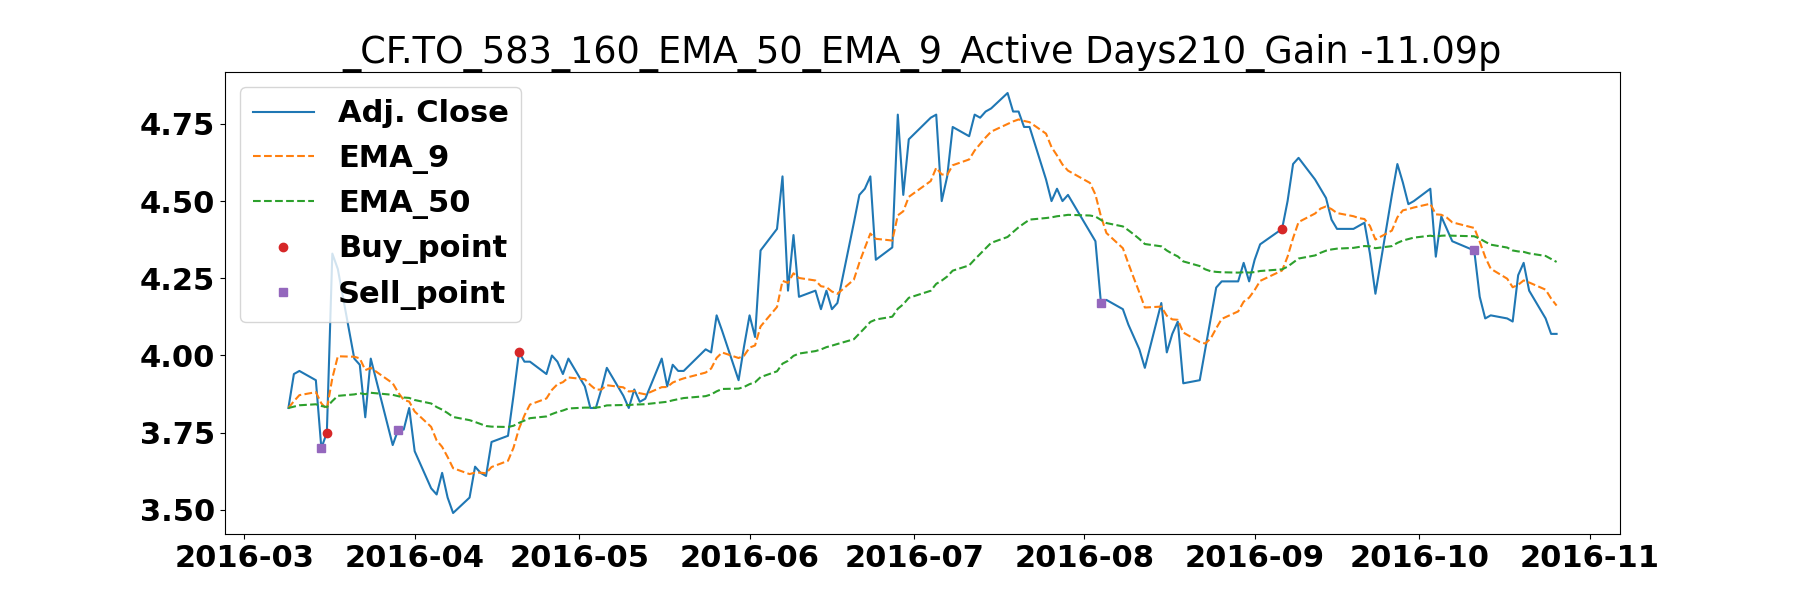 _CF.TO_583_160_EMA_50_EMA_9_Active Days210_Gain -11.09p
Adj. Close
EMA_9
EMA_50
Buy_point
Sell_point
4.75
4.50
4.25
4.00
3.75
3.50
2016-03 2016-04 2016-05 2016-06 2016-07 2016-08 2016-09 2016-10 2016-11